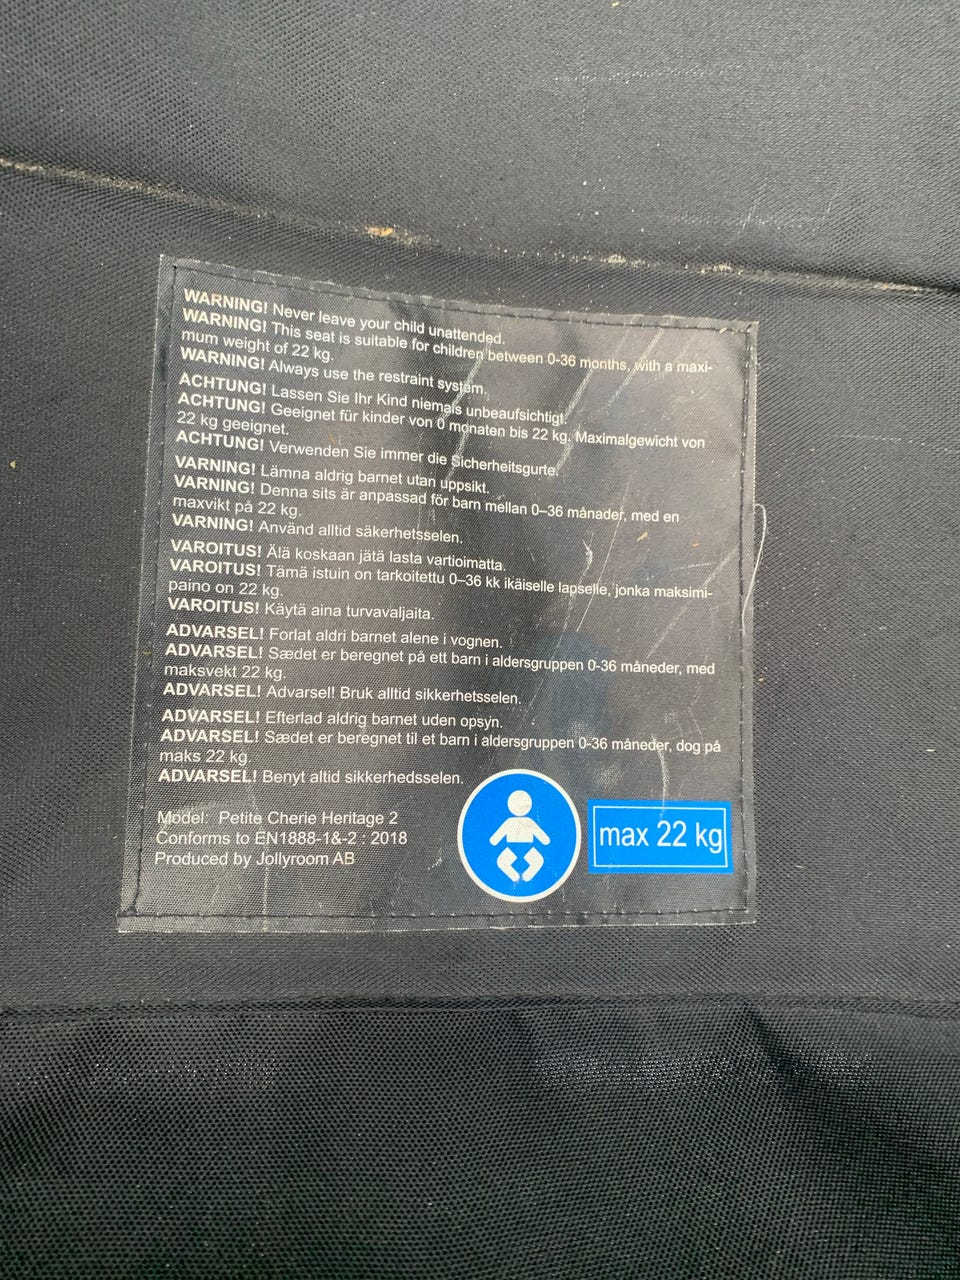 WARNING! Never leave your child unattended.
WARNING! This seat is suitable for children between 0-36 months, with a maxi-
mum weight of 22 kg.
WARNING! Always use the restraint system.
ACHTUNG! Lassen Sie Ihr Kind niemals unbeaufsichtigt.
ACHTUNG! Geeignet für kinder von 0 monaten bis 22 kg. Maximalgewicht von
22 kg geeignet.
ACHTUNG! Verwenden Sie immer die Sicherheitsgurte.
VARNING! Lämna aldrig barnet utan uppsikt.
VARNING! Denna sits är anpassad för barn mellan 0–36 månader, med en
maxvikt på 22 kg.
VARNING! Använd alltid säkerhetsselen.
VAROITUS! Älä koskaan jätä lasta vartioimatta.
VAROITUS! Tämä istuin on tarkoitettu 0–36 kk ikäiselle lapselle, jonka maksimi-
paino on 22 kg.
VAROITUS! Käytä aina turvavaljaita.
ADVARSEL! Forlat aldri barnet alene i vognen.
ADVARSEL! Sædet er beregnet på ett barn i aldersgruppen 0-36 måneder, med
maksvekt 22 kg.
ADVARSEL! Advarsel! Bruk alltid sikkerhetsselen.
ADVARSEL! Efterlad aldrig barnet uden opsyn.
ADVARSEL! Sædet er beregnet til et barn i aldersgruppen 0-36 måneder, dog på
maks 22 kg.
ADVARSEL! Benyt altid sikkerhedsselen.
Model: Petite Cherie Heritage 2
Conforms to EN1888-1&-2 : 2018
Produced by Jollyroom AB
max 22 kg